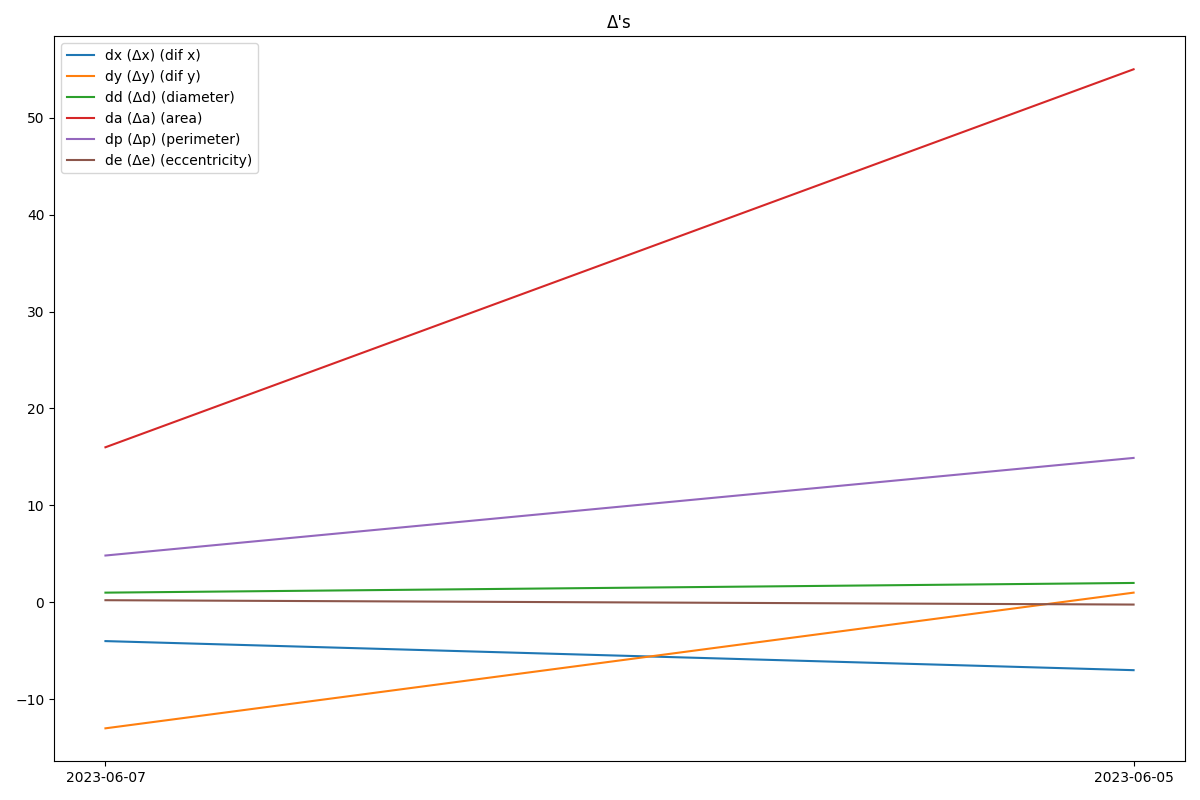 Δ's
dx (Δx) (dif x)
dy (Δy) (dif y)
dd (Δd) (diameter)
da (Δa) (area)
dp (Δp) (perimeter)
de (Δe) (eccentricity)
50
40
30
20
10
0
−10
2023-06-07 2023-06-05